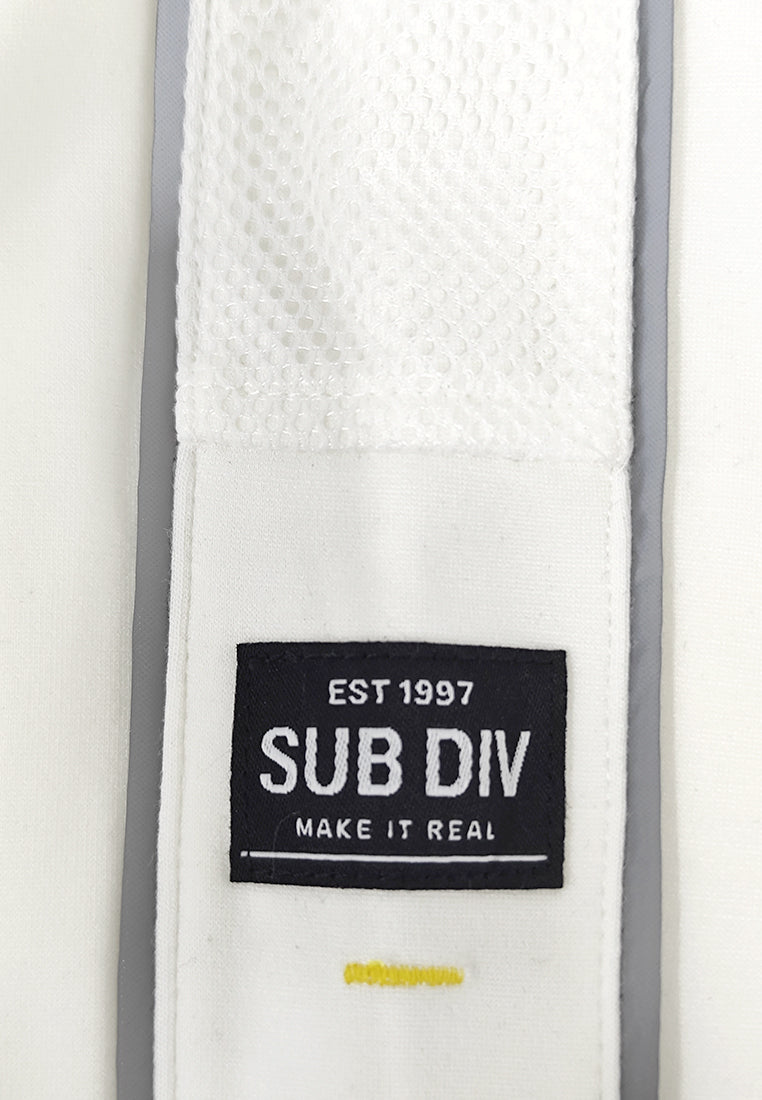 EST 1997
SUB DIV
MAKE IT REAL